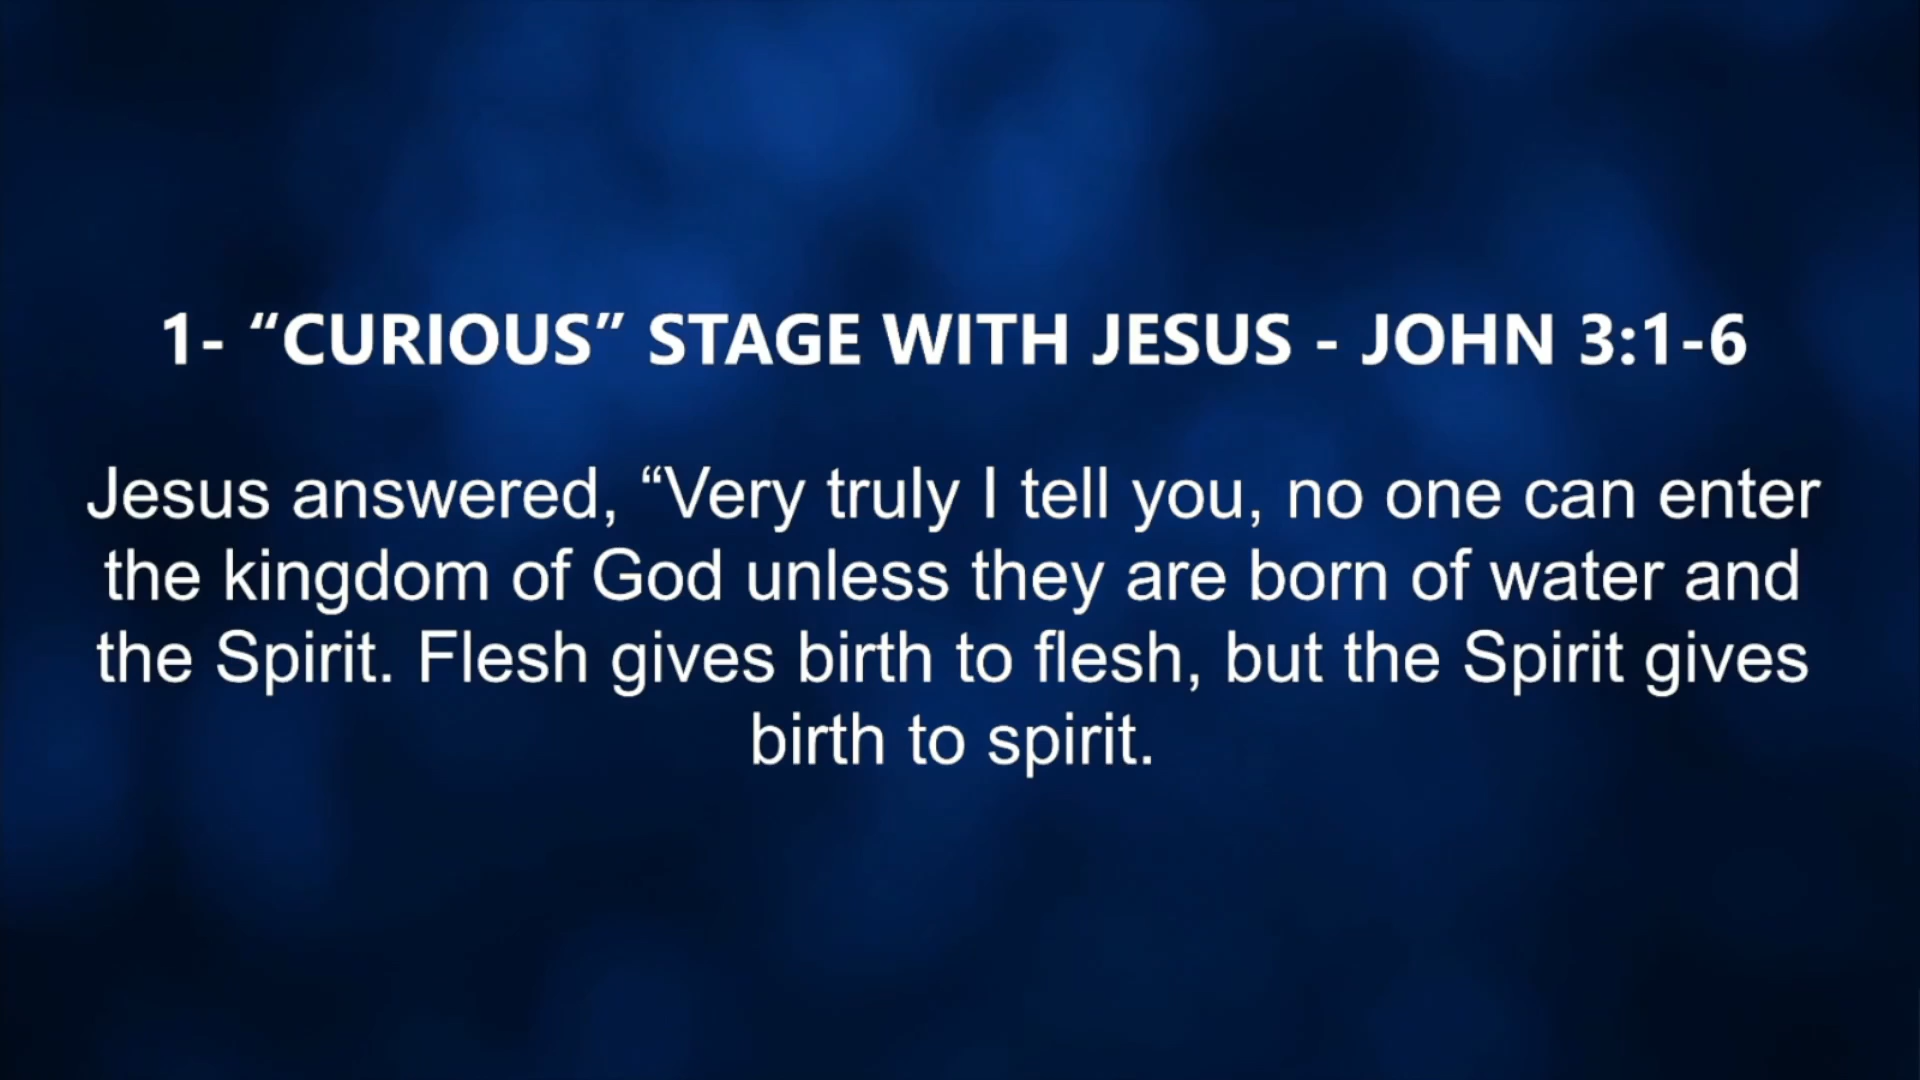 1- “CURIOUS” STAGE WITH JESUS - JOHN 3:1-6
Jesus answered, “Very truly I tell you, no one can enter
the kingdom of God unless they are born of water and
the Spirit. Flesh gives birth to flesh, but the Spirit gives
birth to spirit.